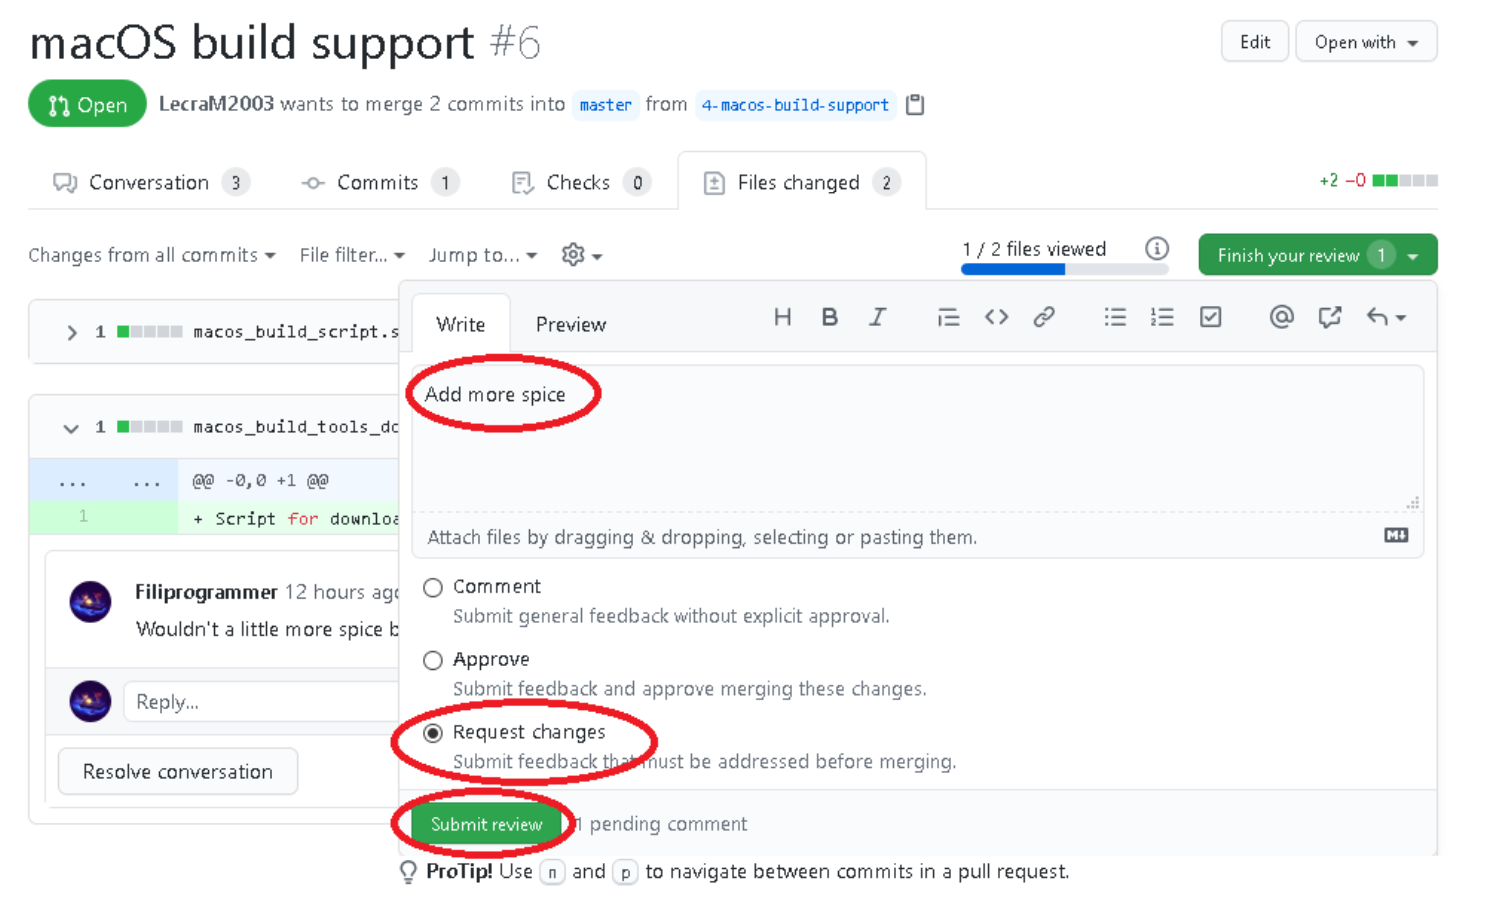 macOS build support #6
Edit
Open with
Open
LecraM2003 wants to merge 2 commits into master from 4-macos-build-support
Conversation 3
Commits 1
Checks 0
Files changed 2
+2 −0
Changes from all commits
File filter...
Jump to...
1 / 2 files viewed
Finish your review 1
1 macos_build_script.s
Write
Preview
Add more spice
1 macos_build_tools_do
... ... @@ -0,0 +1 @@
1 + Script for downloa
Attach files by dragging & dropping, selecting or pasting them.
Filiprogrammer 12 hours ago
Wouldn't a little more spice b
Reply...
Resolve conversation
Comment
Submit general feedback without explicit approval.
Approve
Submit feedback and approve merging these changes.
Request changes
Submit feedback that must be addressed before merging.
Submit review
1 pending comment
ProTip! Use n and p to navigate between commits in a pull request.